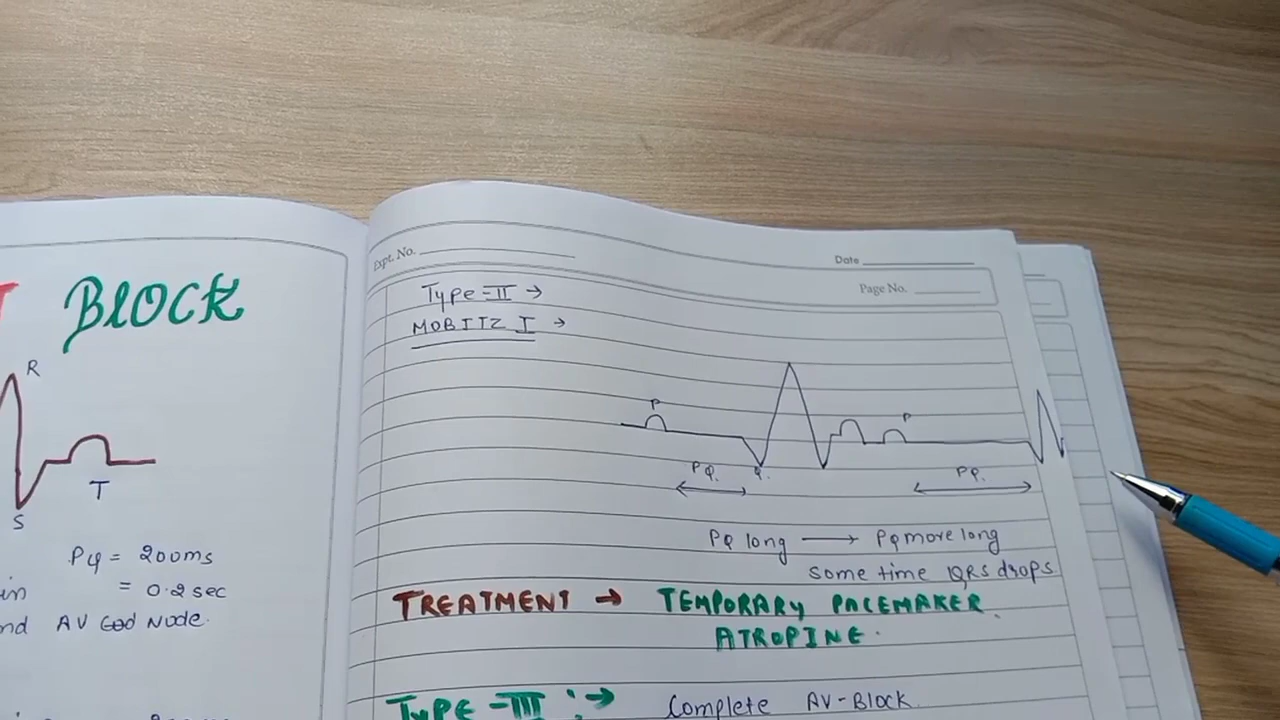 BLOCK
R
T
S
PQ = 200ms
in = 0.2 sec
nd AV God Node.
Expt. No.
Date
Page No.
Type-II →
MOBITZ I →
P
P
Q.
PQ.
PQ.
PQ long → PQ more long
some time 1QRS drops
TREATMENT → TEMPORARY PACEMAKER.
ATROPINE.
TYPE-III :→ Complete AV-Block.